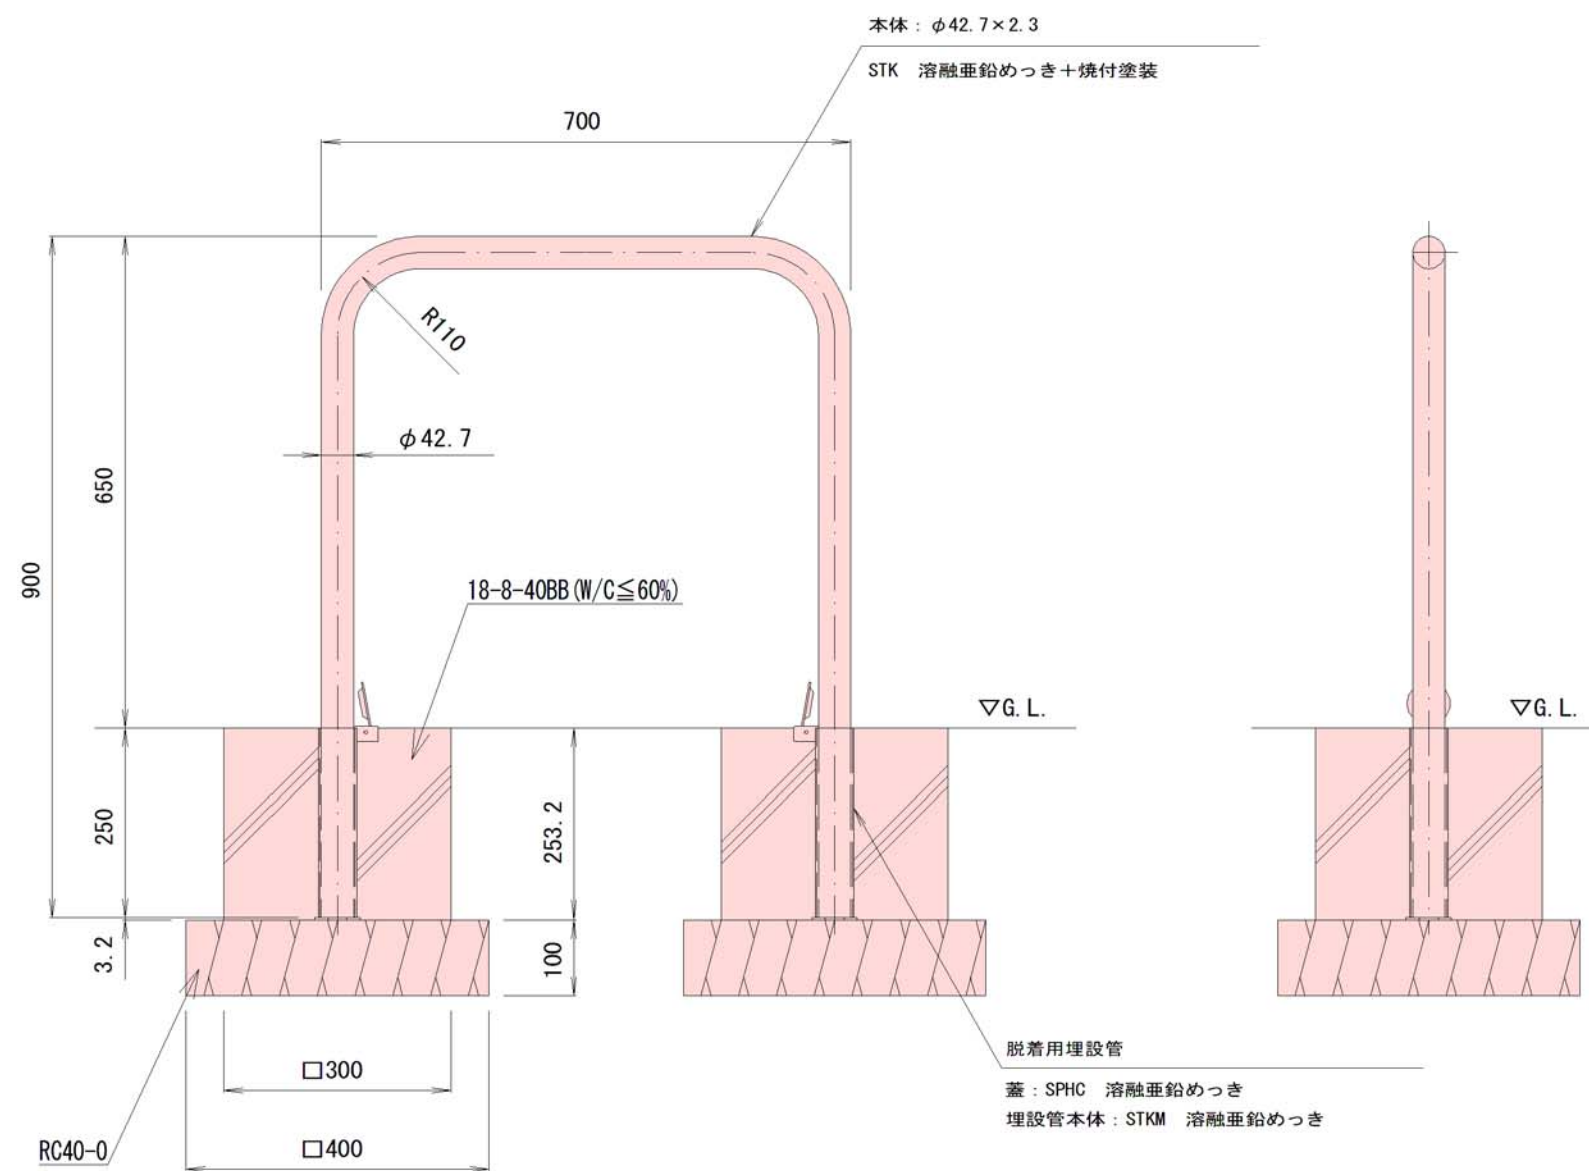 本体：φ42.7×2.3
STK　溶融亜鉛めっき＋焼付塗装
700
R110
φ42.7
650
900
18-8-40BB(W/C≦60%)
▽G.L.
▽G.L.
250
253.2
3.2
100
脱着用埋設管
蓋：SPHC　溶融亜鉛めっき
埋設管本体：STKM　溶融亜鉛めっき
□300
□400
RC40-0